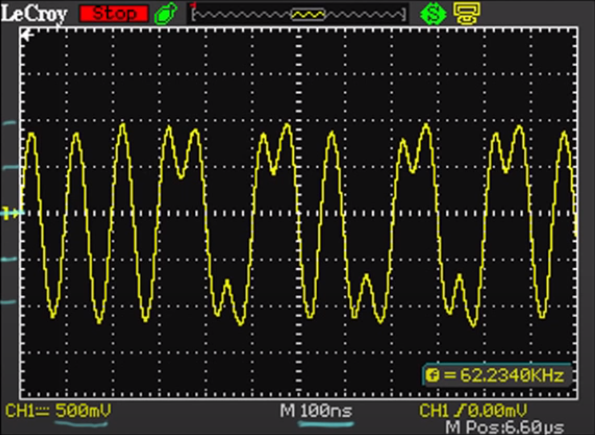 LeCroy Stop
f = 62.2340KHz
CH1 500mV M 100ns CH1 / 0.00mV
M Pos:6.60µs